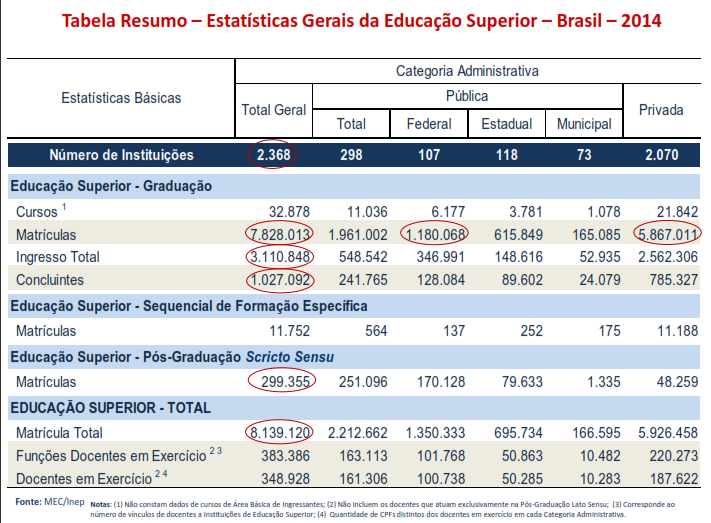 Tabela Resumo – Estatísticas Gerais da Educação Superior – Brasil – 2014
Estatísticas Básicas
Categoria Administrativa
Total Geral
Pública
Privada
Total Federal Estadual Municipal
Número de Instituições 2.368 298 107 118 73 2.070
Educação Superior - Graduação
Cursos 1 32.878 11.036 6.177 3.781 1.078 21.842
Matrículas 7.828.013 1.961.002 1.180.068 615.849 165.085 5.867.011
Ingresso Total 3.110.848 548.542 346.991 148.616 52.935 2.562.306
Concluintes 1.027.092 241.765 128.084 89.602 24.079 785.327
Educação Superior - Sequencial de Formação Específica
Matrículas 11.752 564 137 252 175 11.188
Educação Superior - Pós-Graduação Scricto Sensu
Matrículas 299.355 251.096 170.128 79.633 1.335 48.259
EDUCAÇÃO SUPERIOR - TOTAL
Matrícula Total 8.139.120 2.212.662 1.350.333 695.734 166.595 5.926.458
Funções Docentes em Exercício 2 3 383.386 163.113 101.768 50.863 10.482 220.273
Docentes em Exercício 2 4 348.928 161.306 100.738 50.285 10.283 187.622
Fonte: MEC/Inep Notas: (1) Não constam dados de cursos de Área Básica de Ingressantes; (2) Não incluem os docentes que atuam exclusivamente na Pós-Graduação Lato Sensu; (3) Corresponde ao
número de vínculos de docentes a Instituições de Educação Superior; (4) Quantidade de CPFs distintos dos docentes em exercício em cada Categoria Administrativa.